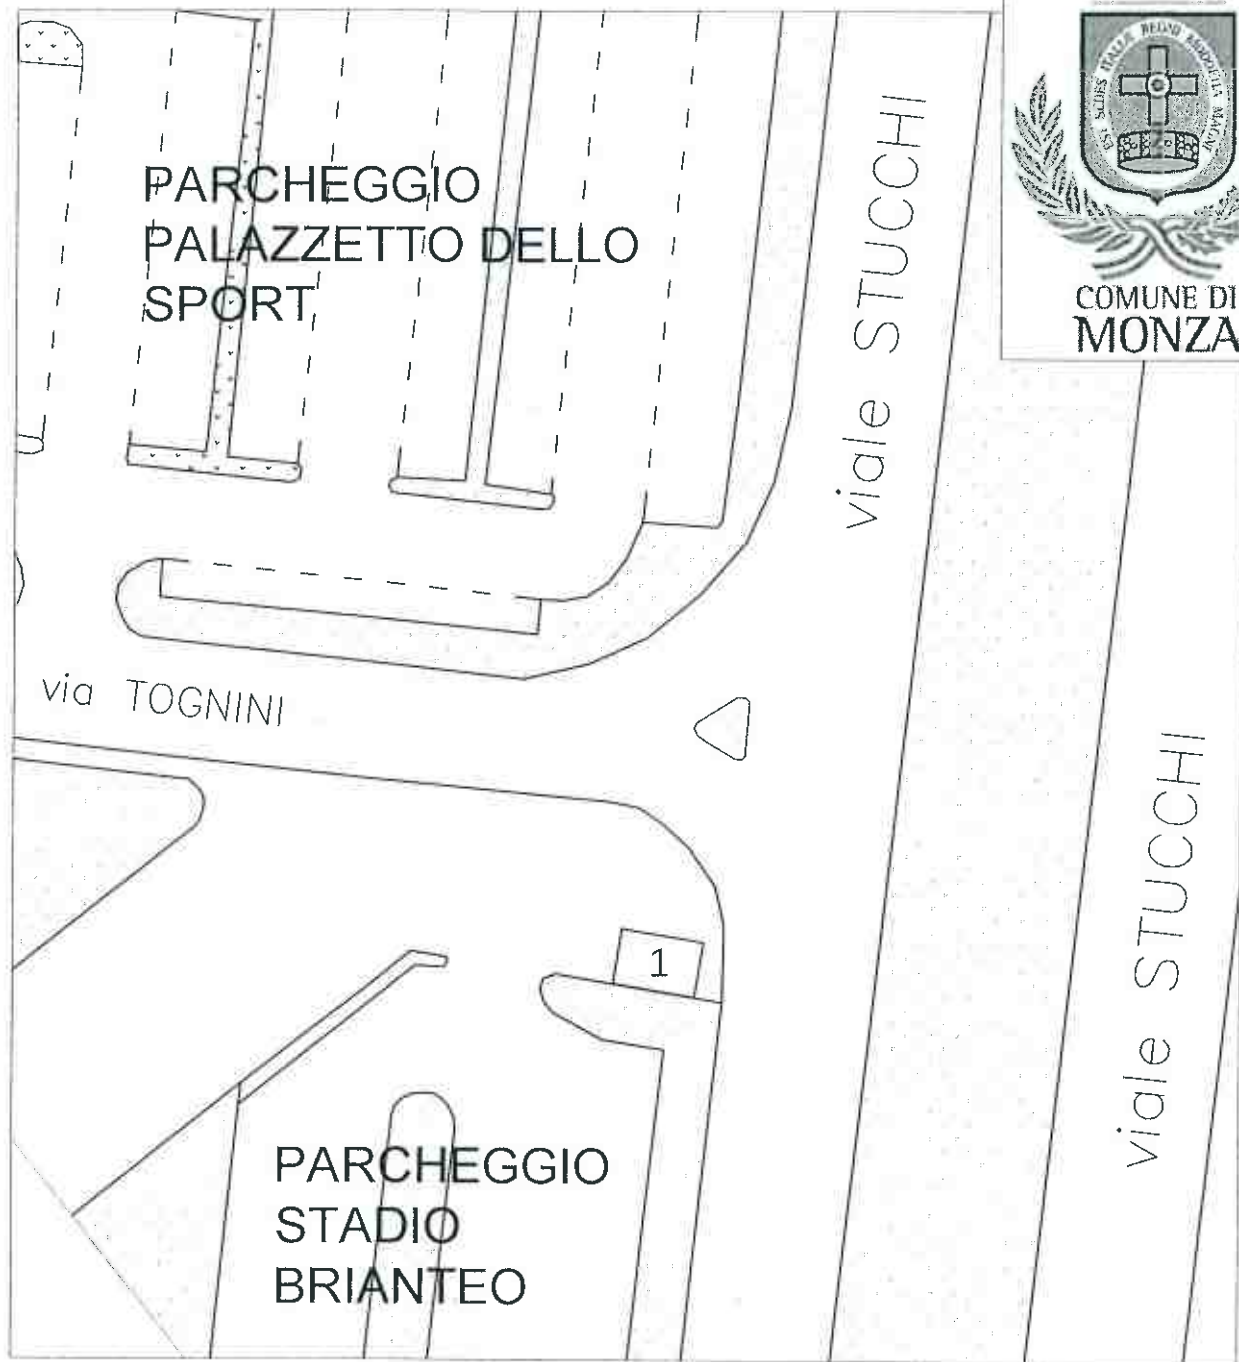 PARCHEGGIO
PALAZZETTO DELLO
SPORT
viale STUCCHI
COMUNE DI
MONZA
via TOGNINI
1
viale STUCCHI
PARCHEGGIO
STADIO
BRIANTEO